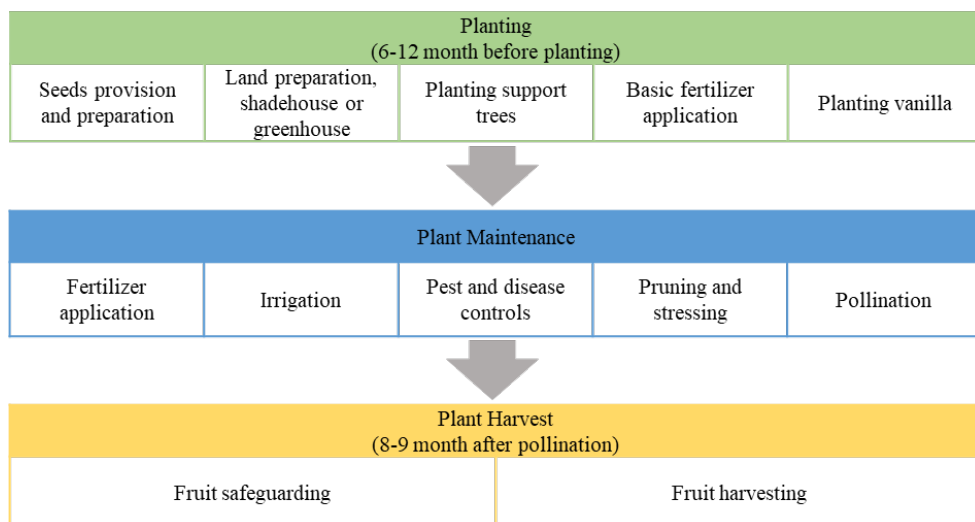 Planting
(6-12 month before planting)
Seeds provision
and preparation
Land preparation,
shadehouse or
greenhouse
Planting support
trees
Basic fertilizer
application
Planting vanilla
Plant Maintenance
Fertilizer
application
Irrigation
Pest and disease
controls
Pruning and
stressing
Pollination
Plant Harvest
(8-9 month after pollination)
Fruit safeguarding
Fruit harvesting